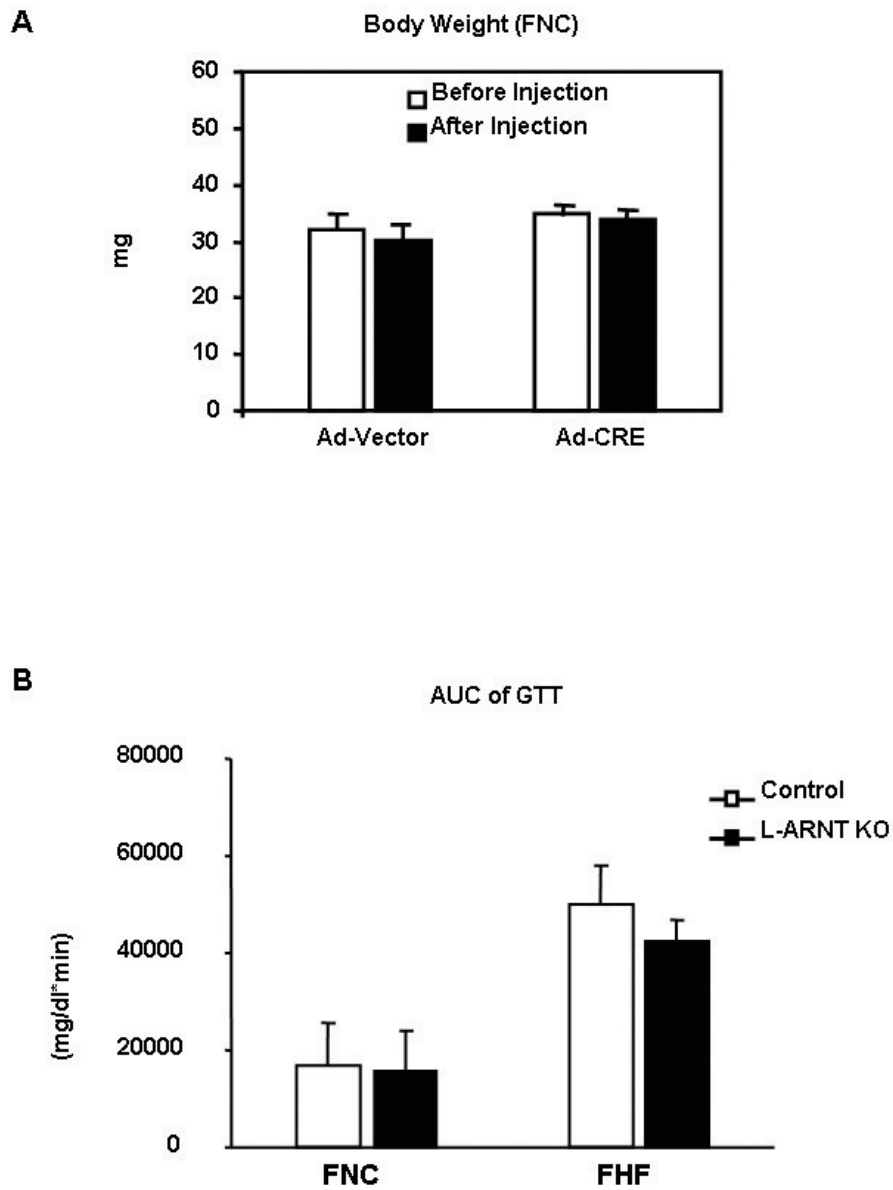 A
Body Weight (FNC)
60
50
40
30
20
10
0
mg
Before Injection
After Injection
Ad-Vector Ad-CRE
B
AUC of GTT
80000
60000
40000
20000
0
(mg/dl*min)
Control
L-ARNT KO
FNC FHF